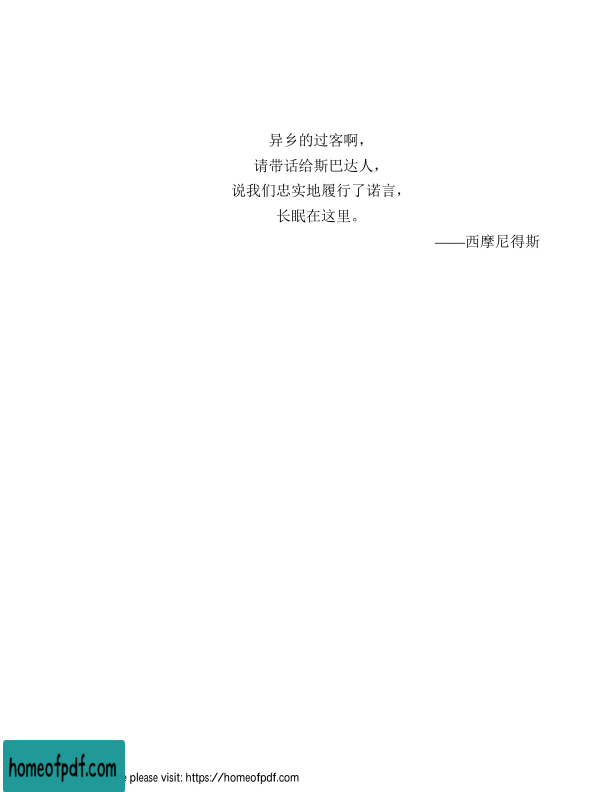 异乡的过客啊，
请带话给斯巴达人，
说我们忠实地履行了诺言，
长眠在这里。
——西摩尼得斯
homeofpdf.com
please visit: https://homeofpdf.com